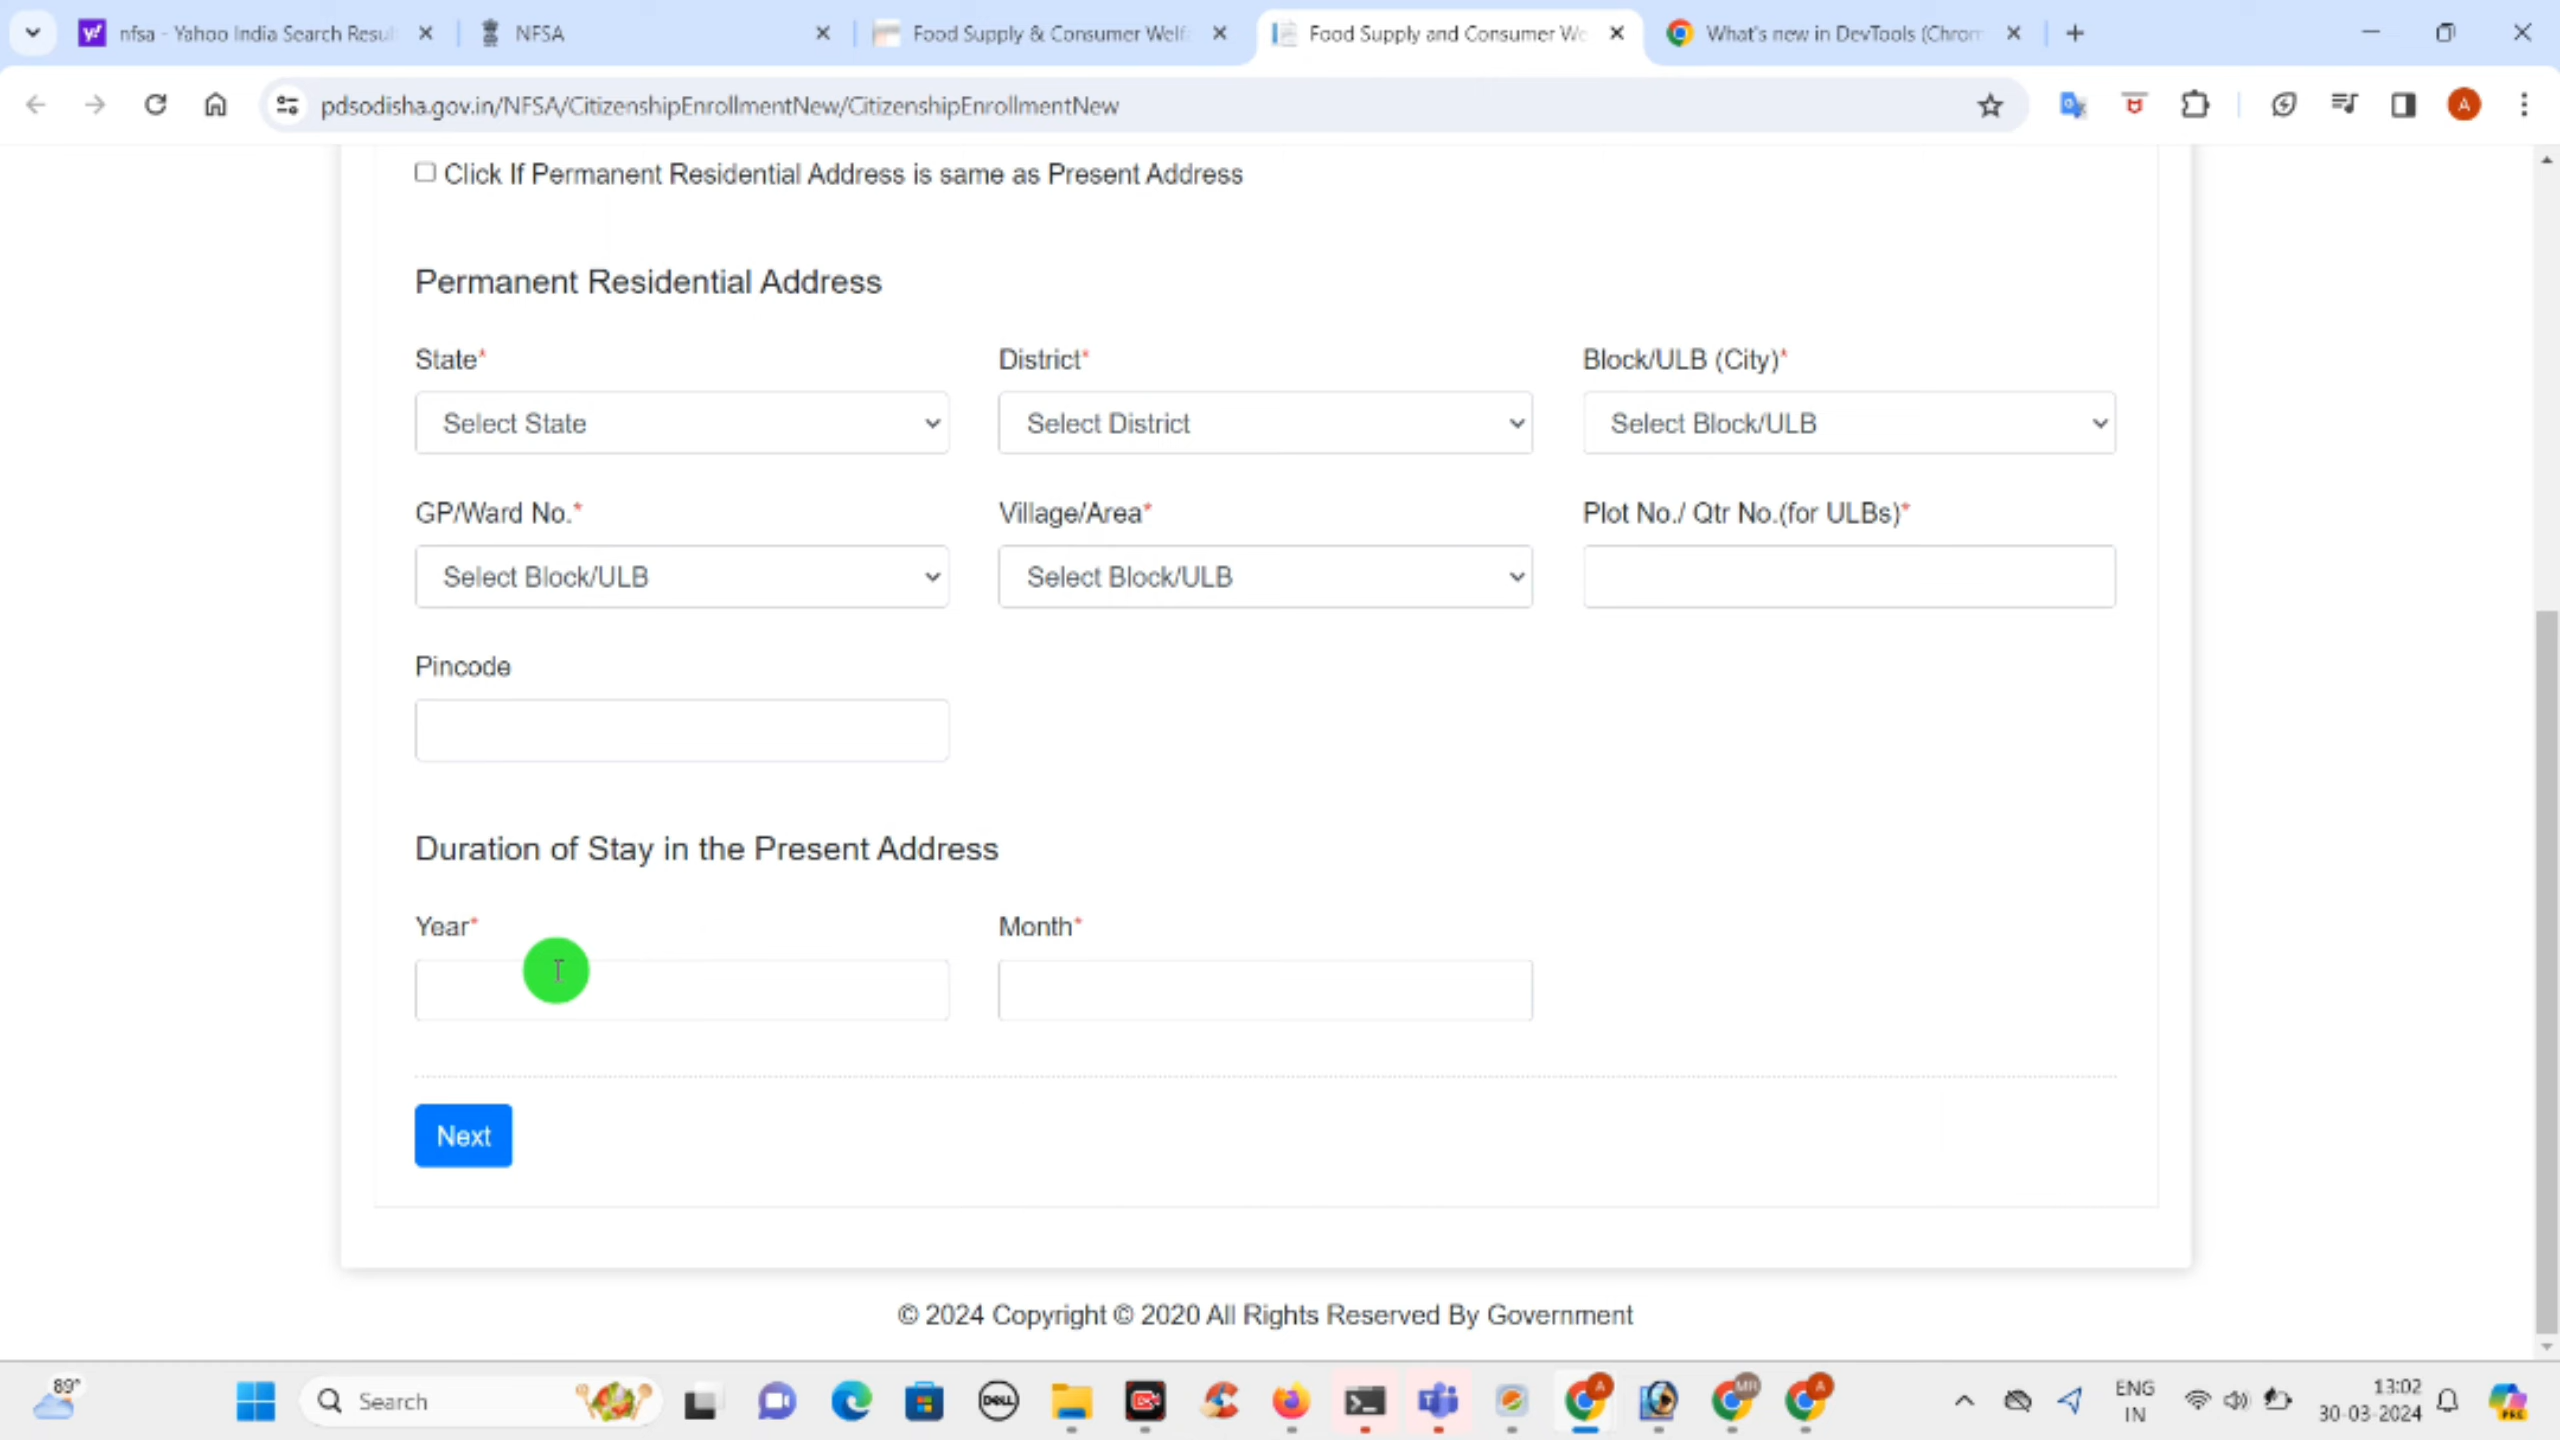 nfsa - Yahoo India Search Resul
NFSA
Food Supply & Consumer Welf
Food Supply and Consumer We
What's new in DevTools (Chrom
pdsodisha.gov.in/NFSA/CitizenshipEnrollmentNew/CitizenshipEnrollmentNew
A
Click If Permanent Residential Address is same as Present Address
Permanent Residential Address
State* District* Block/ULB (City)*
Select State Select District Select Block/ULB
GP/Ward No.* Village/Area* Plot No./ Qtr No.(for ULBs)*
Select Block/ULB Select Block/ULB
Pincode
Duration of Stay in the Present Address
Year* Month*
Next
© 2024 Copyright © 2020 All Rights Reserved By Government
89°
Search
DELL
A
MR
A
ENG
IN
13:02
30-03-2024
PRE